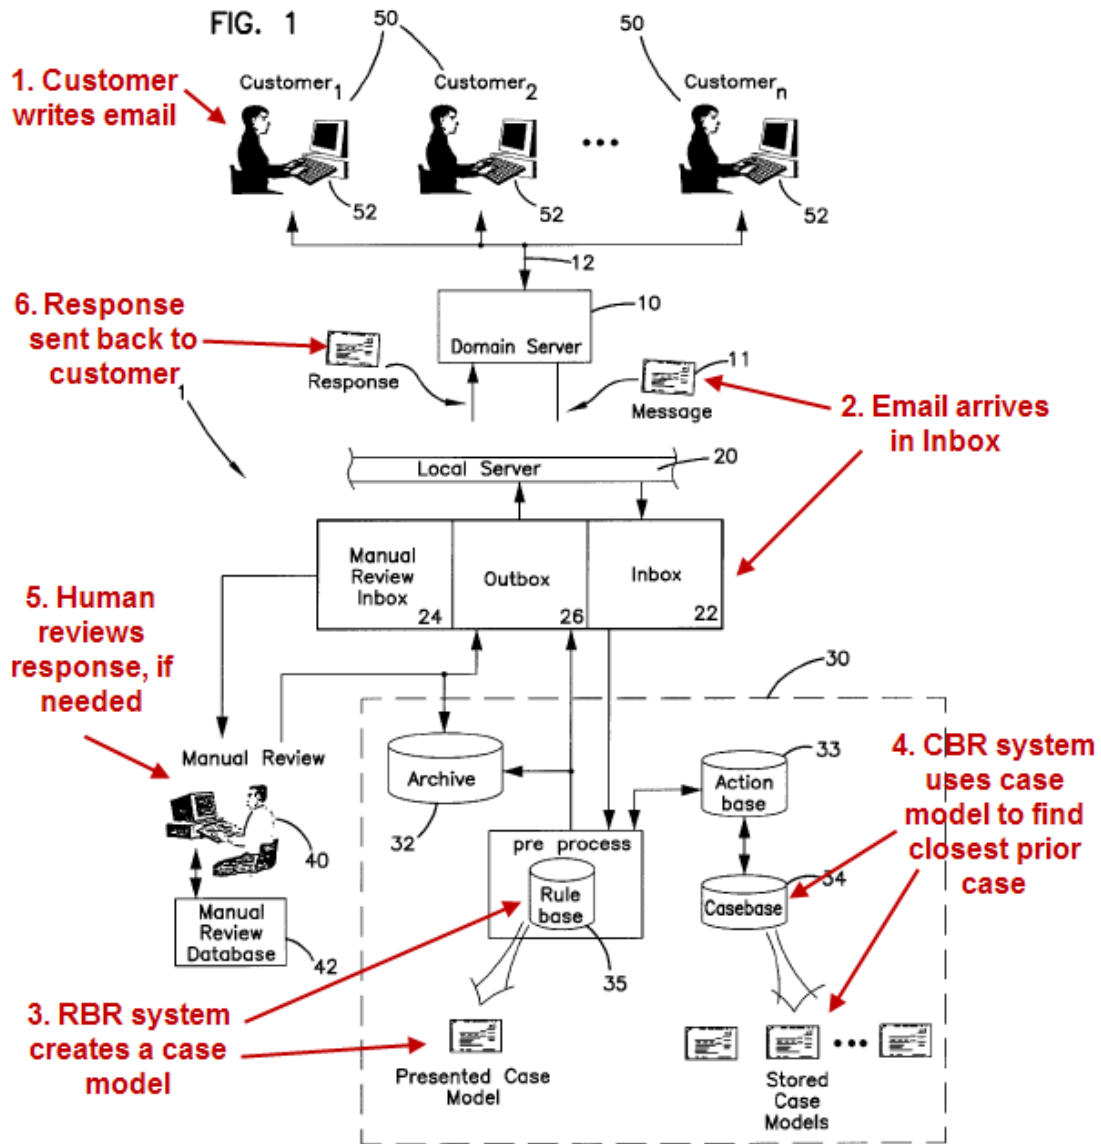 FIG. 1
50
50
1. Customer
writes email
Customer1
Customer2
Customern
52
52
52
12
10
Domain Server
6. Response
sent back to
customer
Response
11
Message
1
2. Email arrives
in Inbox
Local Server
20
Manual
Review
Inbox
24
Outbox
26
Inbox
22
5. Human
reviews
response, if
needed
30
Manual Review
40
Manual
Review
Database
42
Archive
32
33
Action
base
4. CBR system
uses case
model to find
closest prior
case
pre process
Rule
base
35
34
Casebase
3. RBR system
creates a case
model
Presented Case
Model
Stored
Case
Models